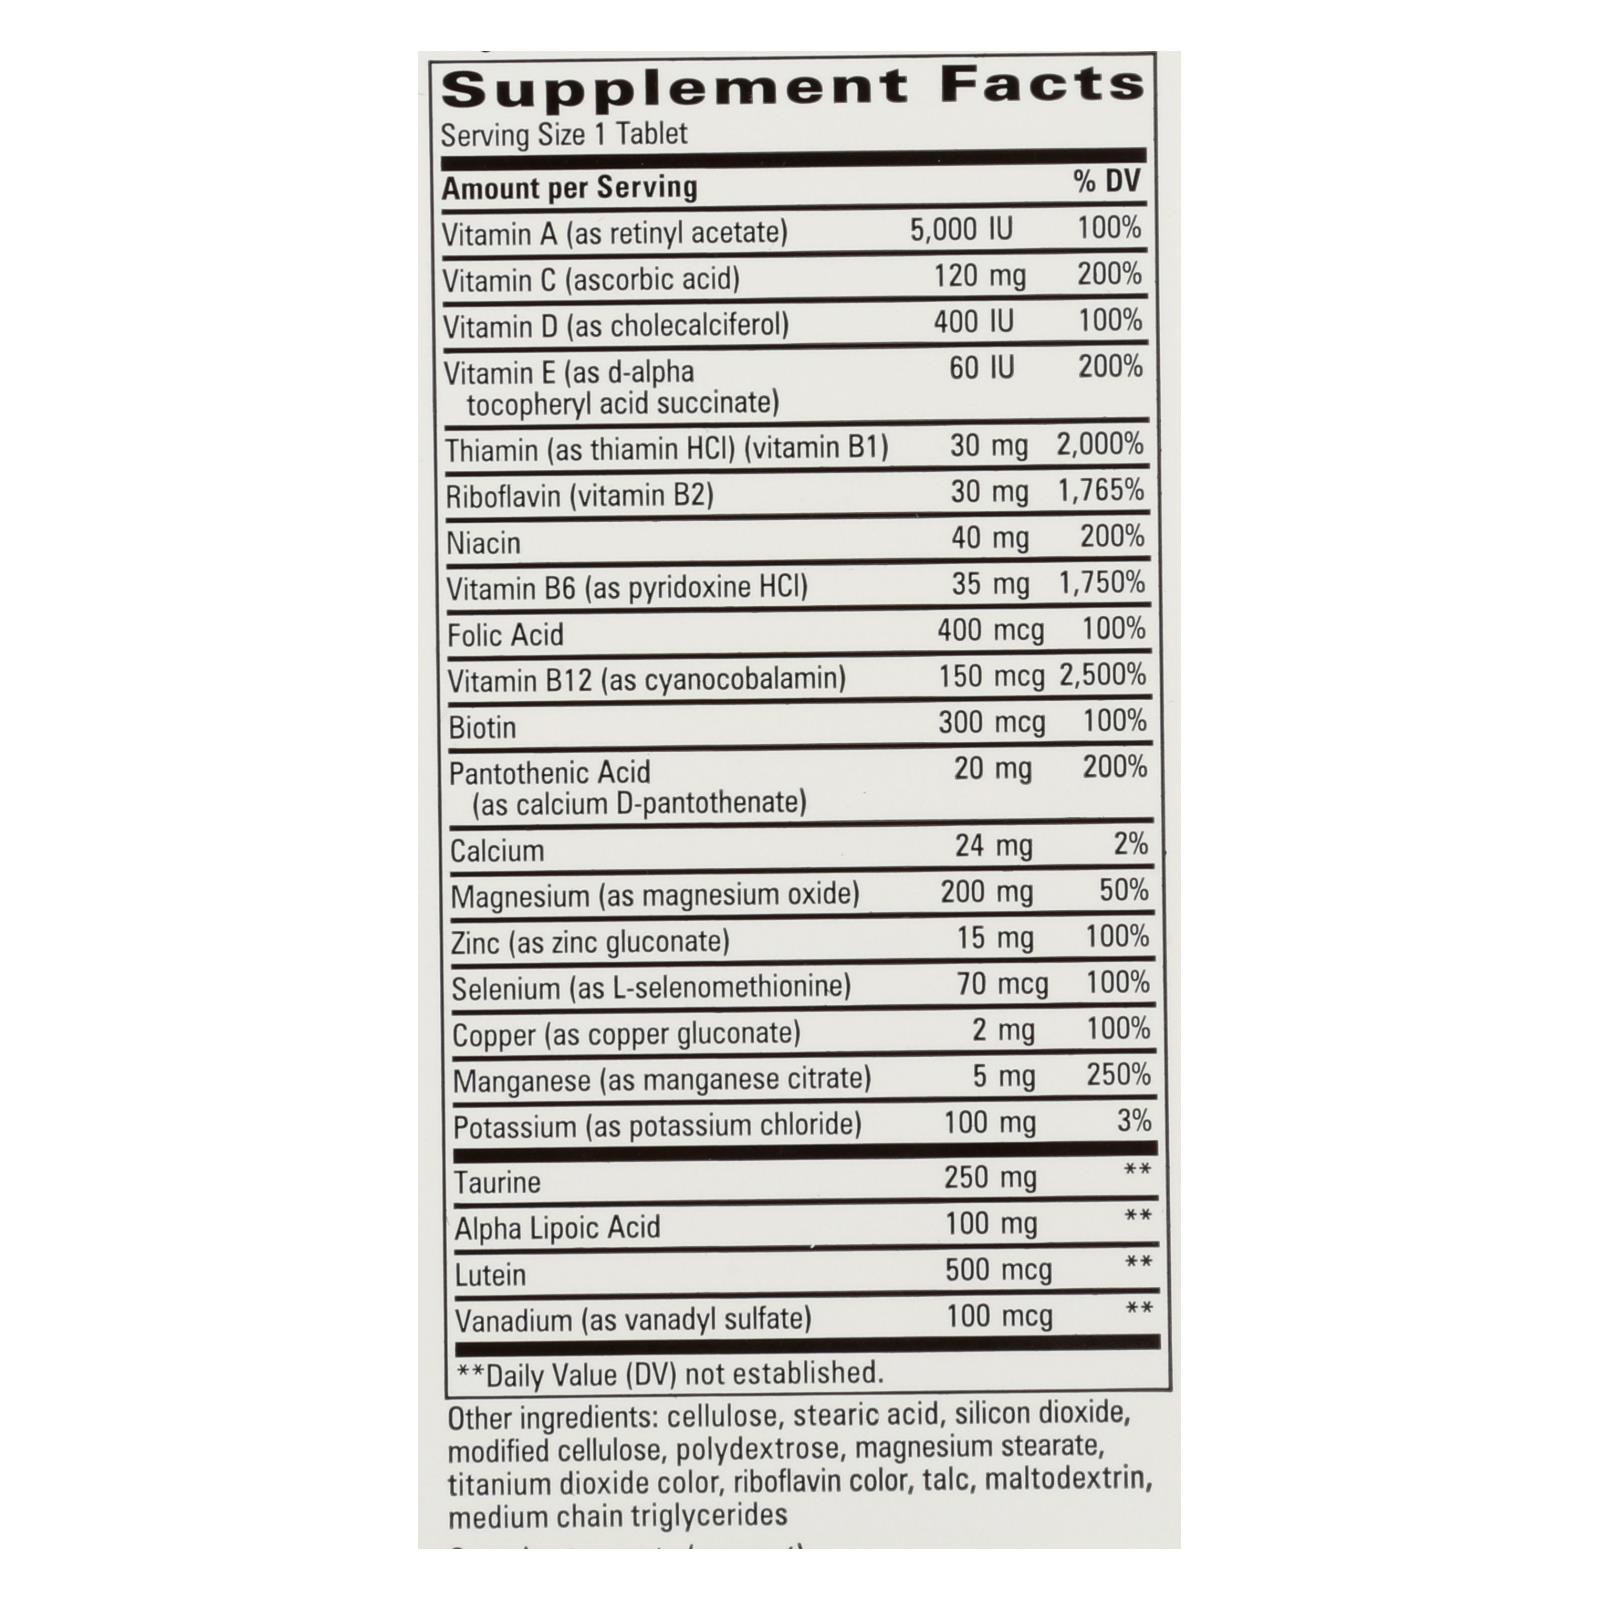 Supplement Facts
Serving Size 1 Tablet
Amount per Serving % DV
Vitamin A (as retinyl acetate) 5,000 IU 100%
Vitamin C (ascorbic acid) 120 mg 200%
Vitamin D (as cholecalciferol) 400 IU 100%
Vitamin E (as d-alpha 60 IU 200%
tocopheryl acid succinate)
Thiamin (as thiamin HCl) (vitamin B1) 30 mg 2,000%
Riboflavin (vitamin B2) 30 mg 1,765%
Niacin 40 mg 200%
Vitamin B6 (as pyridoxine HCl) 35 mg 1,750%
Folic Acid 400 mcg 100%
Vitamin B12 (as cyanocobalamin) 150 mcg 2,500%
Biotin 300 mcg 100%
Pantothenic Acid 20 mg 200%
(as calcium D-pantothenate)
Calcium 24 mg 2%
Magnesium (as magnesium oxide) 200 mg 50%
Zinc (as zinc gluconate) 15 mg 100%
Selenium (as L-selenomethionine) 70 mcg 100%
Copper (as copper gluconate) 2 mg 100%
Manganese (as manganese citrate) 5 mg 250%
Potassium (as potassium chloride) 100 mg 3%
Taurine 250 mg **
Alpha Lipoic Acid 100 mg **
Lutein 500 mcg **
Vanadium (as vanadyl sulfate) 100 mcg **
**Daily Value (DV) not established.
Other ingredients: cellulose, stearic acid, silicon dioxide,
modified cellulose, polydextrose, magnesium stearate,
titanium dioxide color, riboflavin color, talc, maltodextrin,
medium chain triglycerides